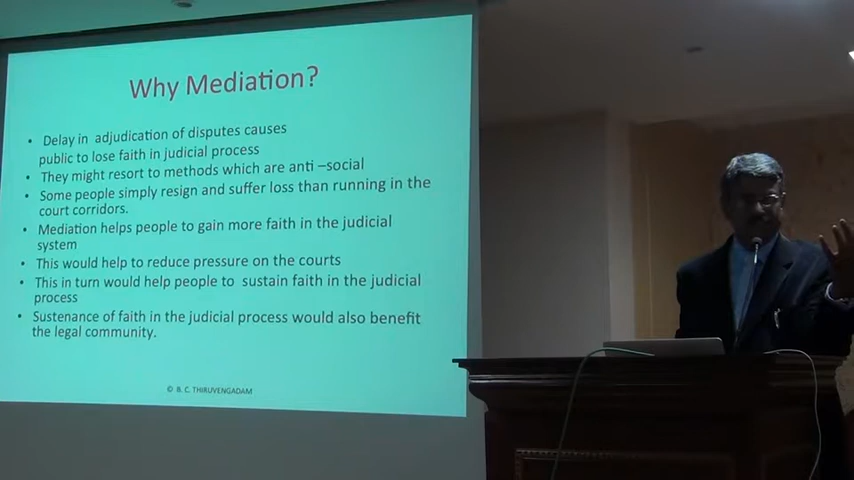 Why Mediation?
• Delay in adjudication of disputes causes
public to lose faith in judicial process
• They might resort to methods which are anti –social
• Some people simply resign and suffer loss than running in the
court corridors.
• Mediation helps people to gain more faith in the judicial
system
• This would help to reduce pressure on the courts
• This in turn would help people to sustain faith in the judicial
process
• Sustenance of faith in the judicial process would also benefit
the legal community.
© B. C. THIRUVENGADAM